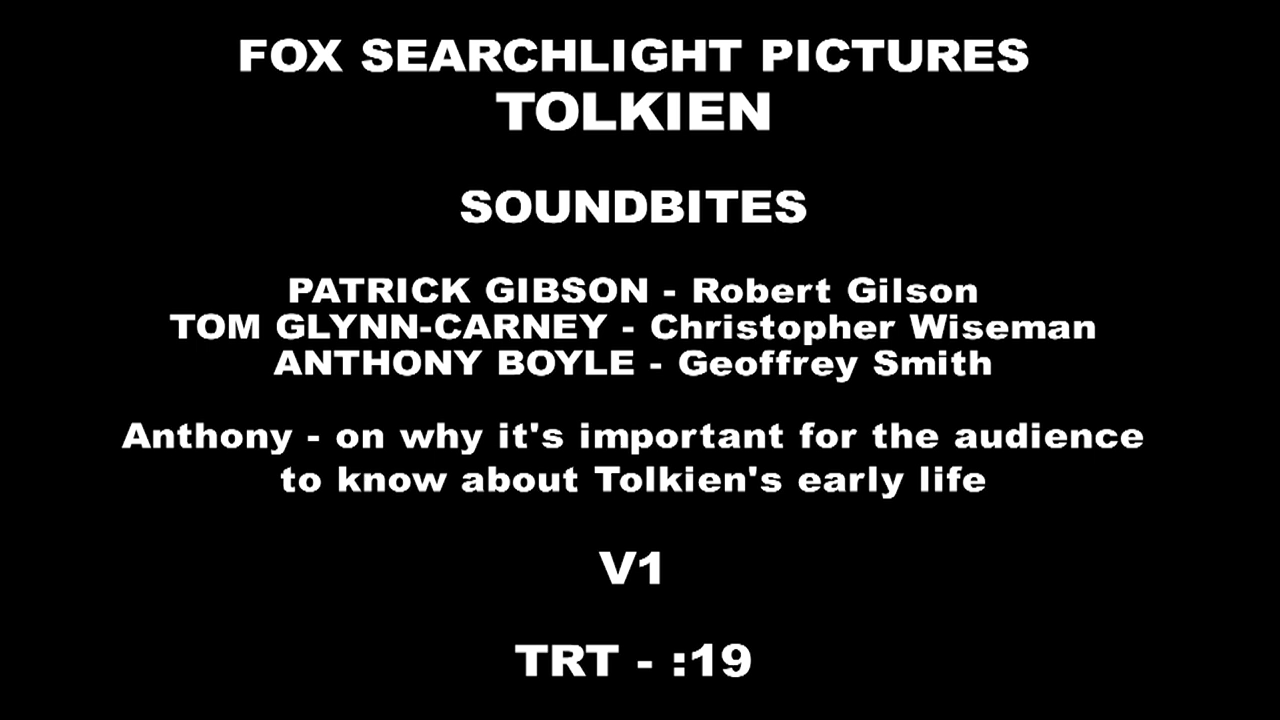 FOX SEARCHLIGHT PICTURES
TOLKIEN
SOUNDBITES
PATRICK GIBSON - Robert Gilson
TOM GLYNN-CARNEY - Christopher Wiseman
ANTHONY BOYLE - Geoffrey Smith
Anthony - on why it's important for the audience
to know about Tolkien's early life
V1
TRT - :19